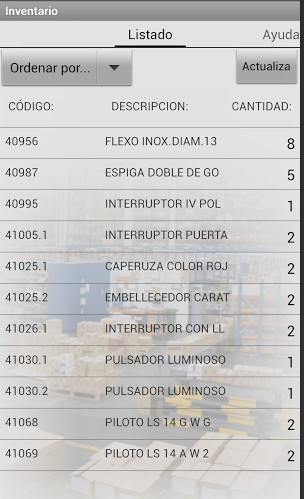 Inventario
Listado Ayuda
Ordenar por... Actualiza
CÓDIGO: DESCRIPCION: CANTIDAD:
40956 FLEXO INOX.DIAM.13 8
40987 ESPIGA DOBLE DE GO 5
40995 INTERRUPTOR IV POL 1
41005.1 INTERRUPTOR PUERTA 2
41025.1 CAPERUZA COLOR ROJ 2
41025.2 EMBELLECEDOR CARAT 2
41026.1 INTERRUPTOR CON LL 2
41030.1 PULSADOR LUMINOSO 1
41030.2 PULSADOR LUMINOSO 1
41068 PILOTO LS 14 G W G 2
41069 PILOTO LS 14 A W 2 2